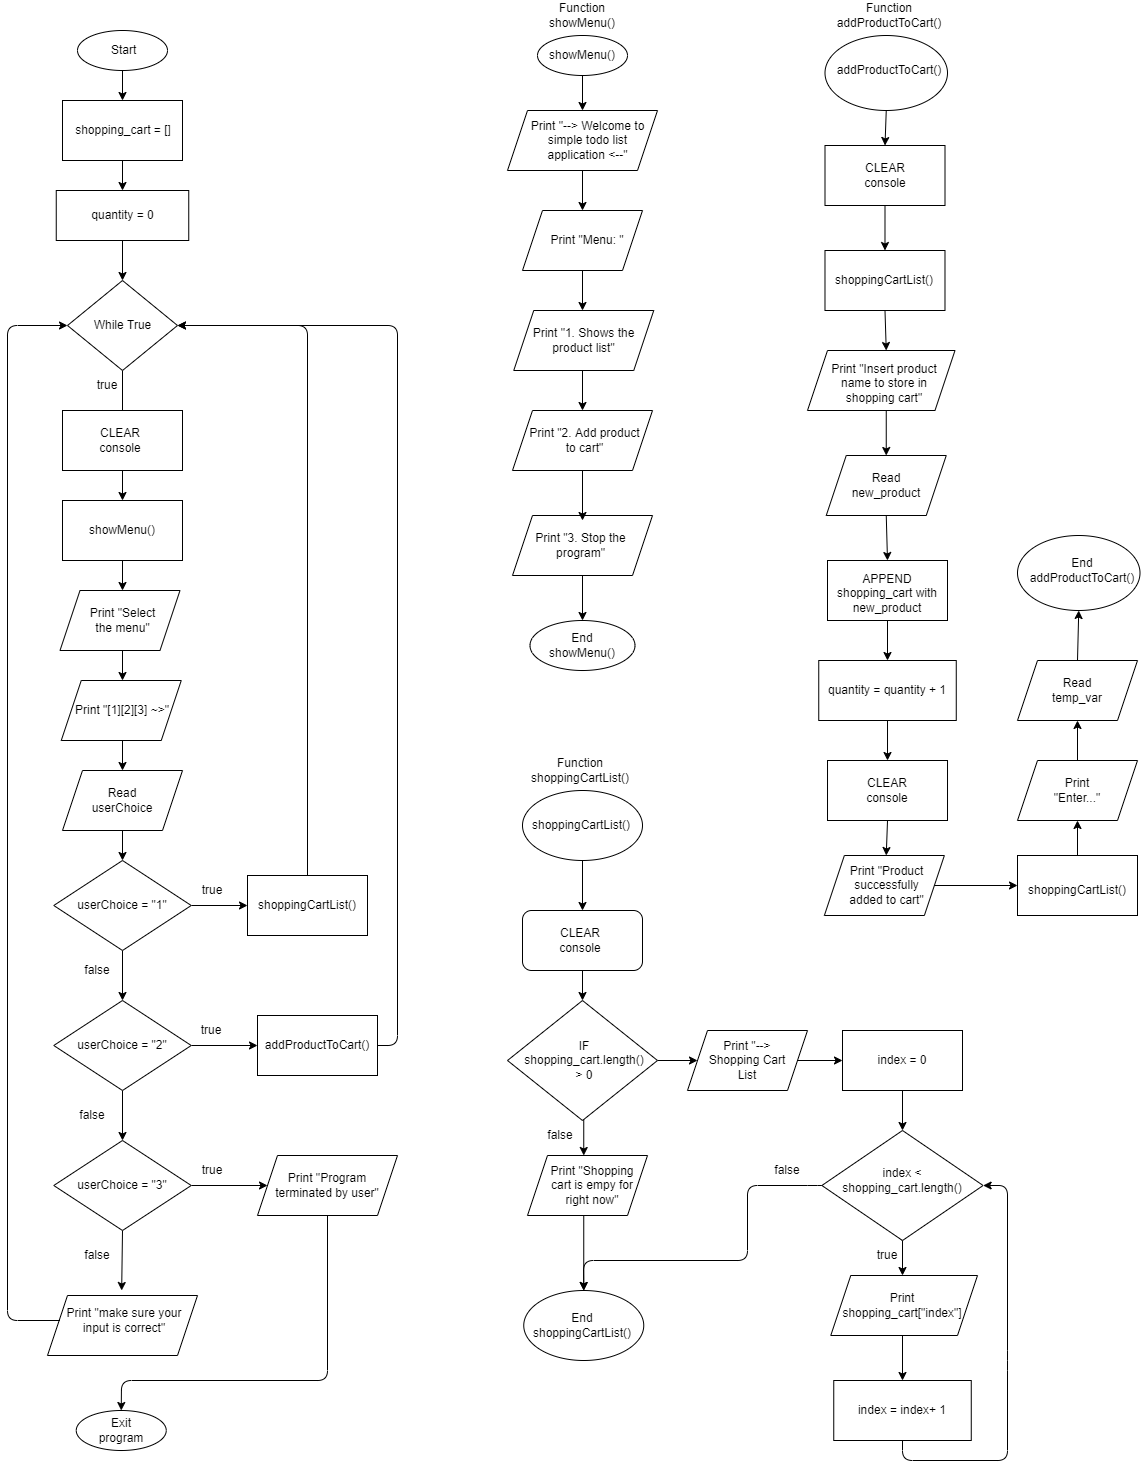 Start
shopping_cart = []
quantity = 0
While True
true
CLEAR
console
showMenu()
Print "Select
the menu"
Print "[1][2][3] ~>"
Read
userChoice
userChoice = "1"
true
shoppingCartList()
false
userChoice = "2"
true
addProductToCart()
false
userChoice = "3"
true
Print "Program
terminated by user"
false
Print "make sure your
input is correct"
Exit
program
Function
showMenu()
showMenu()
Print "--> Welcome to
simple todo list
application <--"
Print "Menu: "
Print "1. Shows the
product list"
Print "2. Add product
to cart"
Print "3. Stop the
program"
End
showMenu()
Function
shoppingCartList()
shoppingCartList()
CLEAR
console
IF
shopping_cart.length()
> 0
Print "-->
Shopping Cart
List
index = 0
false
Print "Shopping
cart is empy for
right now"
false
index <
shopping_cart.length()
true
Print
shopping_cart["index"]
index = index+ 1
End
shoppingCartList()
Function
addProductToCart()
addProductToCart()
CLEAR
console
shoppingCartList()
Print "Insert product
name to store in
shopping cart"
Read
new_product
APPEND
shopping_cart with
new_product
quantity = quantity + 1
CLEAR
console
Print "Product
successfully
added to cart"
shoppingCartList()
Print
"Enter..."
Read
temp_var
End
addProductToCart()